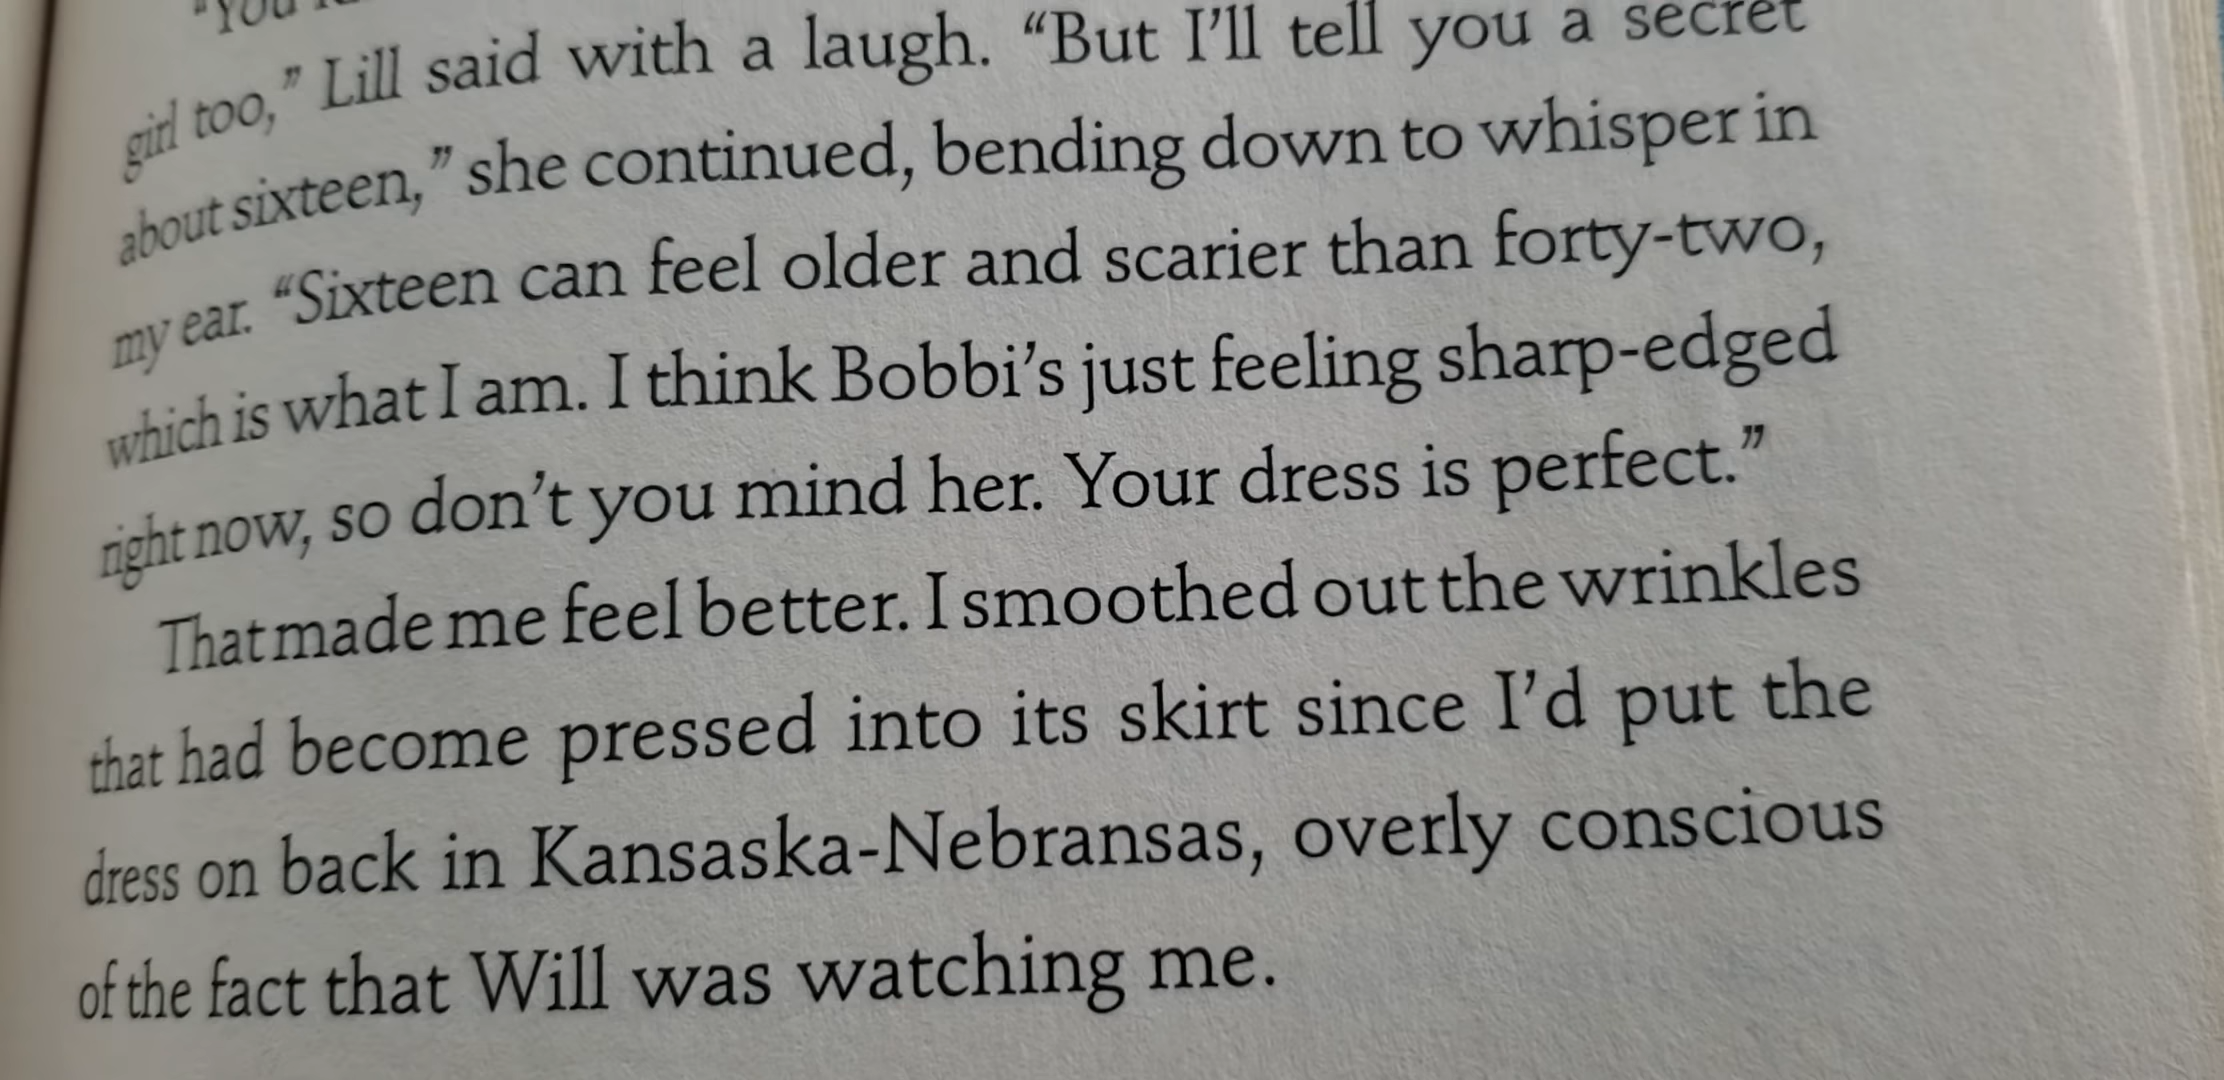 "You
girl too," Lill said with a laugh. "But I'll tell you a secret
about sixteen," she continued, bending down to whisper in
my ear. "Sixteen can feel older and scarier than forty-two,
which is what I am. I think Bobbi's just feeling sharp-edged
right now, so don't you mind her. Your dress is perfect."
That made me feel better. I smoothed out the wrinkles
that had become pressed into its skirt since I'd put the
dress on back in Kansaska-Nebransas, overly conscious
of the fact that Will was watching me.